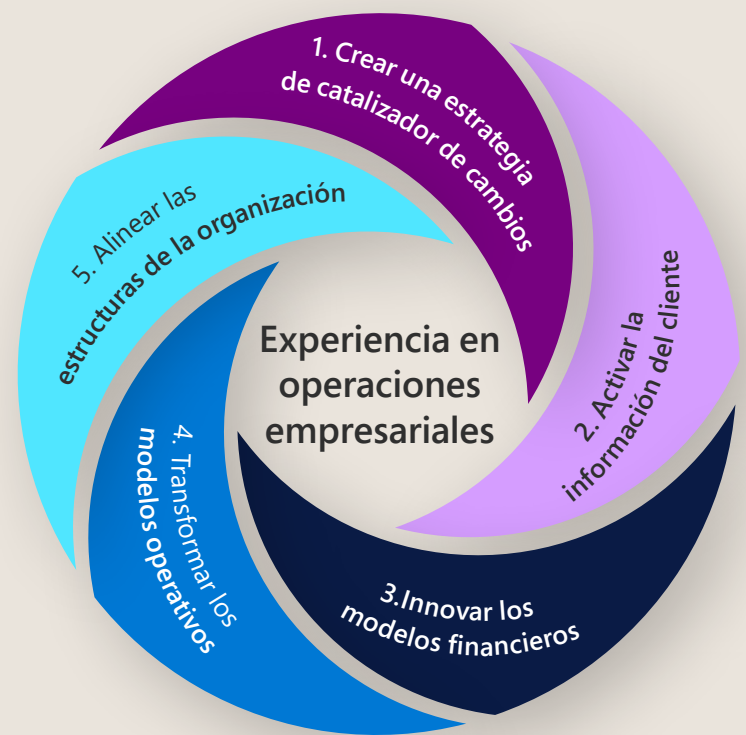 1. Crear una estrategia
de catalizador de cambios
2. Activar la
información del cliente
3.Innovar los
modelos financieros
4. Transformar los
modelos operativos
5. Alinear las
estructuras de la organización
Experiencia en
operaciones
empresariales